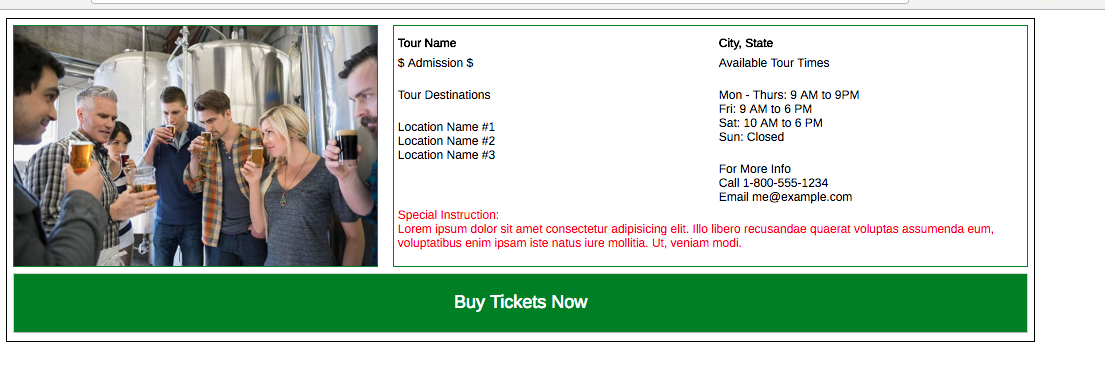 Tour Name
$ Admission $
Tour Destinations
Location Name #1
Location Name #2
Location Name #3
City, State
Available Tour Times
Mon - Thurs: 9 AM to 9PM
Fri: 9 AM to 6 PM
Sat: 10 AM to 6 PM
Sun: Closed
For More Info
Call 1-800-555-1234
Email me@example.com
Special Instruction:
Lorem ipsum dolor sit amet consectetur adipisicing elit. Illo libero recusandae quaerat voluptas assumenda eum,
voluptatibus enim ipsam iste natus iure mollitia. Ut, veniam modi.
Buy Tickets Now